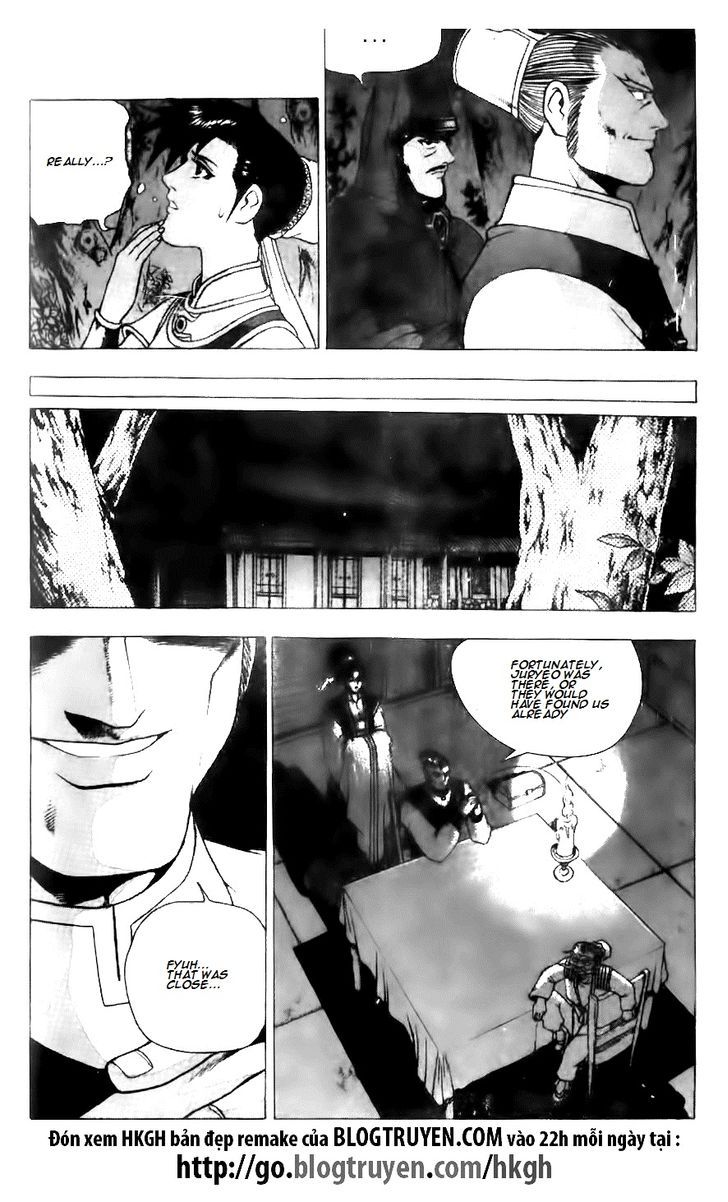 ...
REALLY...?
FORTUNATELY,
JURYEO WAS
THERE, OR
THEY WOULD
HAVE FOUND US
ALREADY
FYUH...
THAT WAS
CLOSE...
Đón xem HKGH bản đẹp remake của BLOGTRUYEN.COM vào 22h mỗi ngày tại :
http://go.blogtruyen.com/hkgh